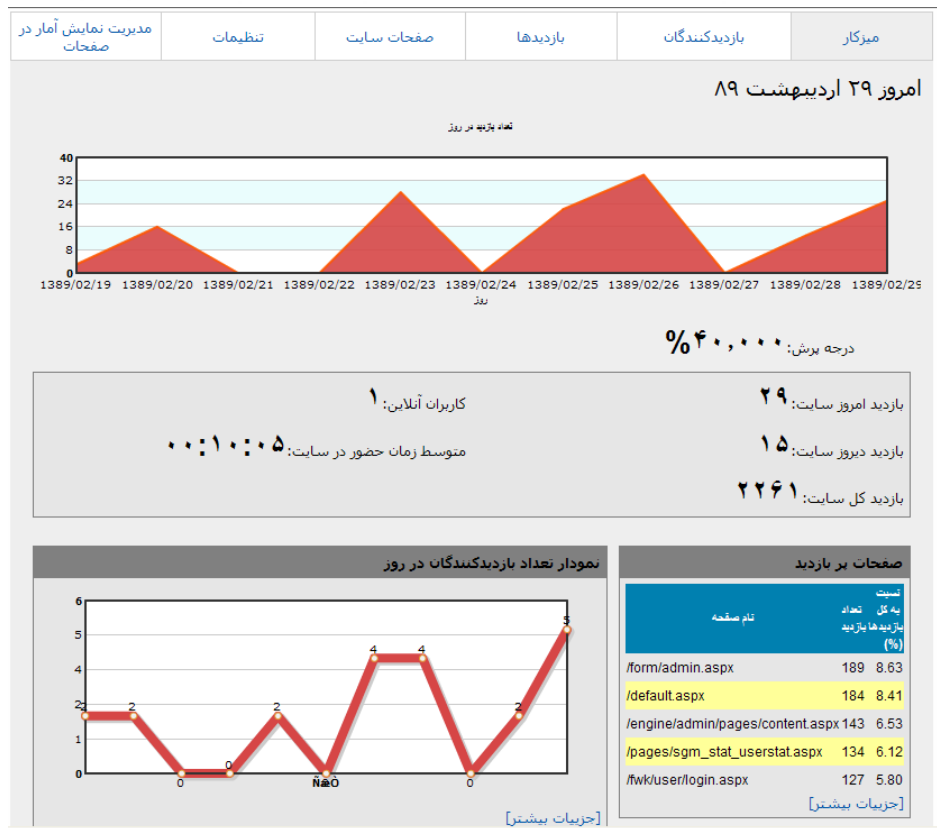 میزکار	بازدیدکنندگان	بازدیدها	صفحات سایت	تنظیمات	مدیریت نمایش آمار در صفحات
امروز ۲۹ اردیبهشت ۸۹
تعداد بازدید در روز
40
32
24
16
8
0
1389/02/19 1389/02/20 1389/02/21 1389/02/22 1389/02/23 1389/02/24 1389/02/25 1389/02/26 1389/02/27 1389/02/28 1389/02/29
روز
درجه پرش: ۴۰,۰۰۰%
بازدید امروز سایت: ۲۹	کاربران آنلاین: ۱
بازدید دیروز سایت: ۱۵	متوسط زمان حضور در سایت: ۰۰:۱۰:۰۵
بازدید کل سایت: ۲۲۶۱
صفحات پر بازدید
نام صفحه	تعداد بازدید	نسبت به کل بازدیدها (%)
/form/admin.aspx 189 8.63
/default.aspx 184 8.41
/engine/admin/pages/content.aspx 143 6.53
/pages/sgm_stat_userstat.aspx 134 6.12
/fwk/user/login.aspx 127 5.80
[جزییات بیشتر]
نمودار تعداد بازدیدکنندگان در روز
6
5
4
2
1
0
2 2 0 0 2 0 4 4 0 2 5
ÑæÒ
[جزییات بیشتر]